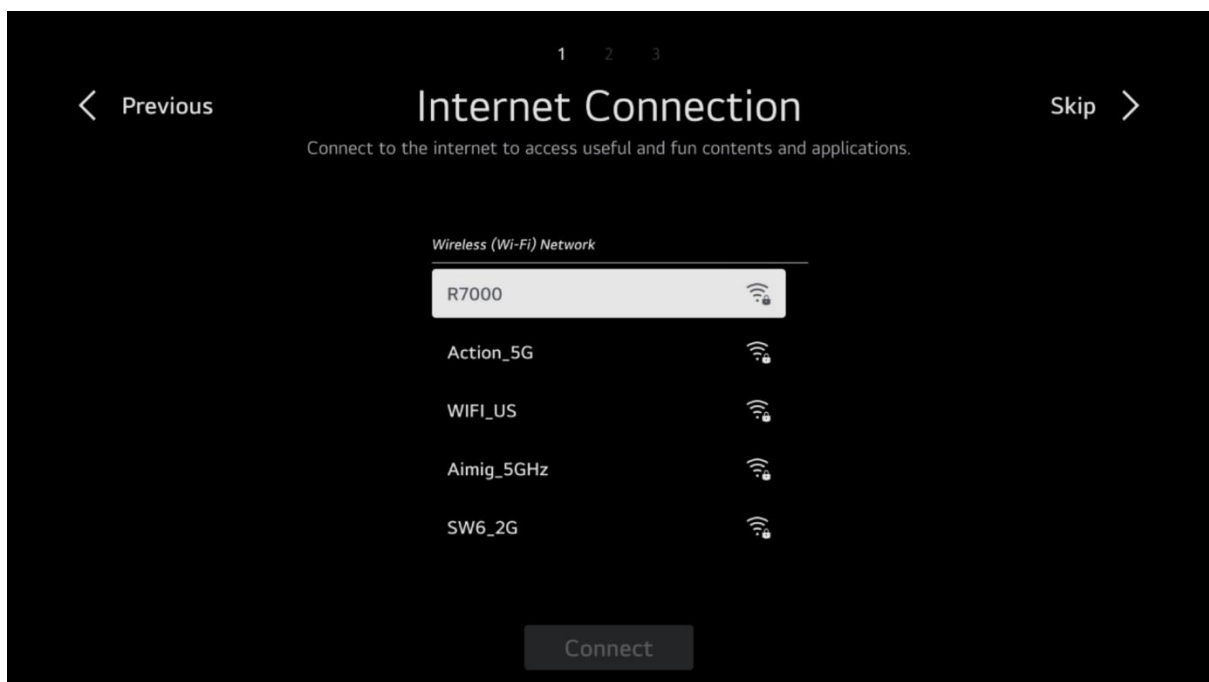 1 2 3
Previous
Internet Connection
Skip
Connect to the internet to access useful and fun contents and applications.
Wireless (Wi-Fi) Network
R7000
Action_5G
WIFI_US
Aimig_5GHz
SW6_2G
Connect